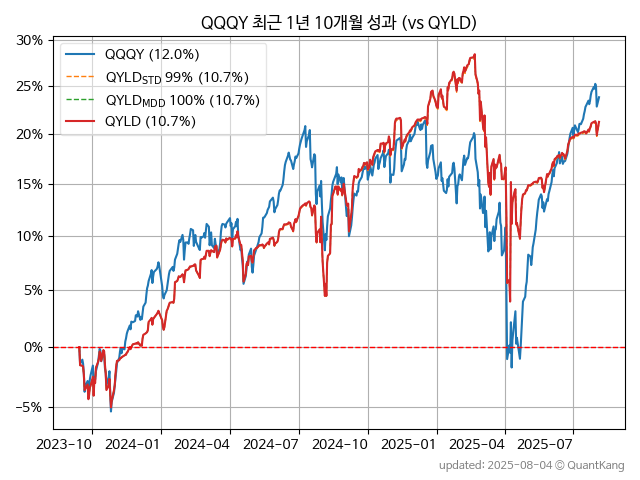 QQQY 최근 1년 10개월 성과 (vs QYLD)
30%
25%
20%
15%
10%
5%
0%
−5%
QQQY (12.0%)
QYLD_STD 99% (10.7%)
QYLD_MDD 100% (10.7%)
QYLD (10.7%)
2023-10 2024-01 2024-04 2024-07 2024-10 2025-01 2025-04 2025-07
updated: 2025-08-04 © QuantKang